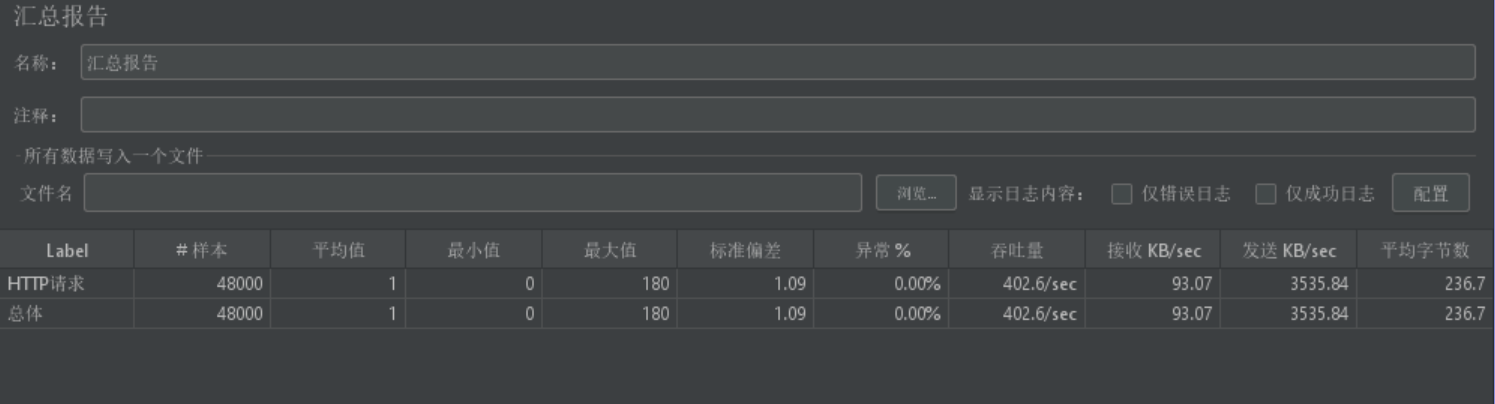 汇总报告
名称： 汇总报告
注释：
所有数据写入一个文件
文件名 浏览... 显示日志内容： 仅错误日志 仅成功日志 配置
Label # 样本 平均值 最小值 最大值 标准偏差 异常 % 吞吐量 接收 KB/sec 发送 KB/sec 平均字节数
HTTP请求 48000 1 0 180 1.09 0.00% 402.6/sec 93.07 3535.84 236.7
总体 48000 1 0 180 1.09 0.00% 402.6/sec 93.07 3535.84 236.7